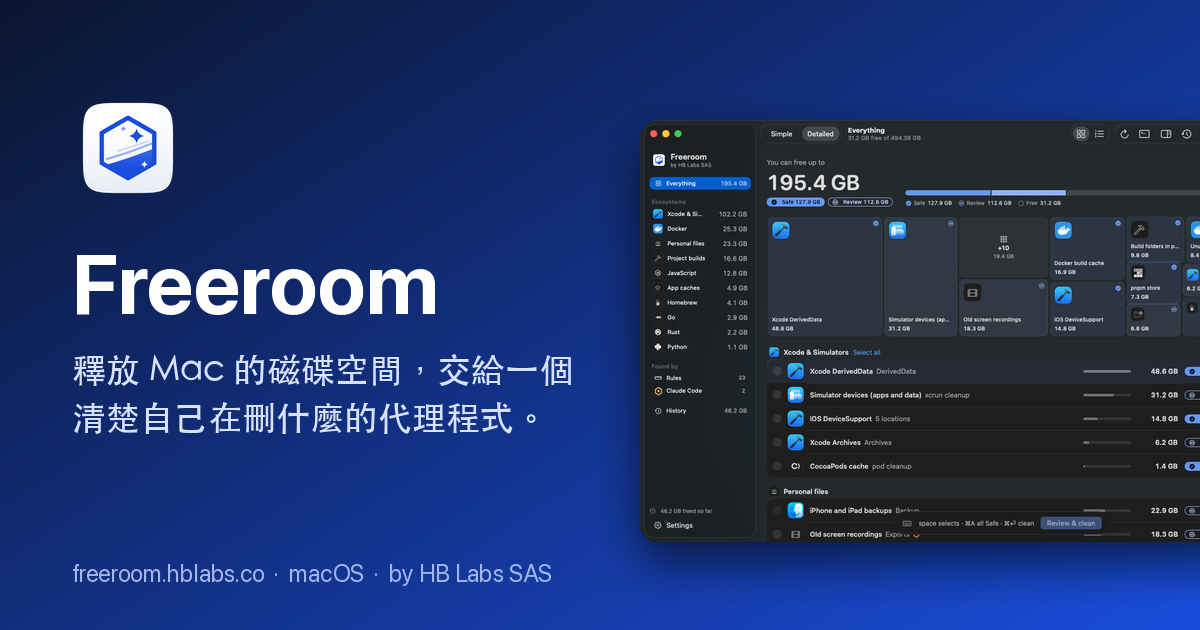 Freeroom
釋放 Mac 的磁碟空間，交給一個
清楚自己在刪什麼的代理程式。
freeroom.hblabs.co · macOS · by HB Labs SAS
Freeroom
by HB Labs SAS
Everything 195.4 GB
Ecosystems
Xcode & Si... 102.2 GB
Docker 25.3 GB
Personal files 23.3 GB
Project builds 16.6 GB
JavaScript 12.8 GB
App caches 4.9 GB
Homebrew 4.1 GB
Go 2.9 GB
Rust 2.2 GB
Python 1.1 GB
Found by
Rules 23
Claude Code 2
History 46.2 GB
46.2 GB freed so far
Settings
Simple Detailed
Everything
31.2 GB free of 494.38 GB
You can free up to
195.4 GB
Safe 127.9 GB Review 112.6 GB
Safe 127.9 GB Review 112.6 GB Free 31.2 GB
Xcode DerivedData
48.6 GB
Simulator devices (ap...
31.2 GB
+10
19.4 GB
Old screen recordings
18.3 GB
Docker build cache
16.9 GB
iOS DeviceSupport
14.8 GB
Build folders in p...
9.8 GB
pnpm store
7.3 GB
6.8 GB
Unu
8.4
6.2 G
Xcode & Simulators Select all
Xcode DerivedData DerivedData 48.6 GB
Simulator devices (apps and data) xcrun cleanup 31.2 GB
iOS DeviceSupport 5 locations 14.8 GB
Xcode Archives Archives 6.2 GB
CocoaPods cache pod cleanup 1.4 GB
Personal files
iPhone and iPad backups Backup 22.9 GB
space selects · ⌘A all Safe · ⌘⏎ clean Review & clean
Old screen recordings Exports 18.3 GB